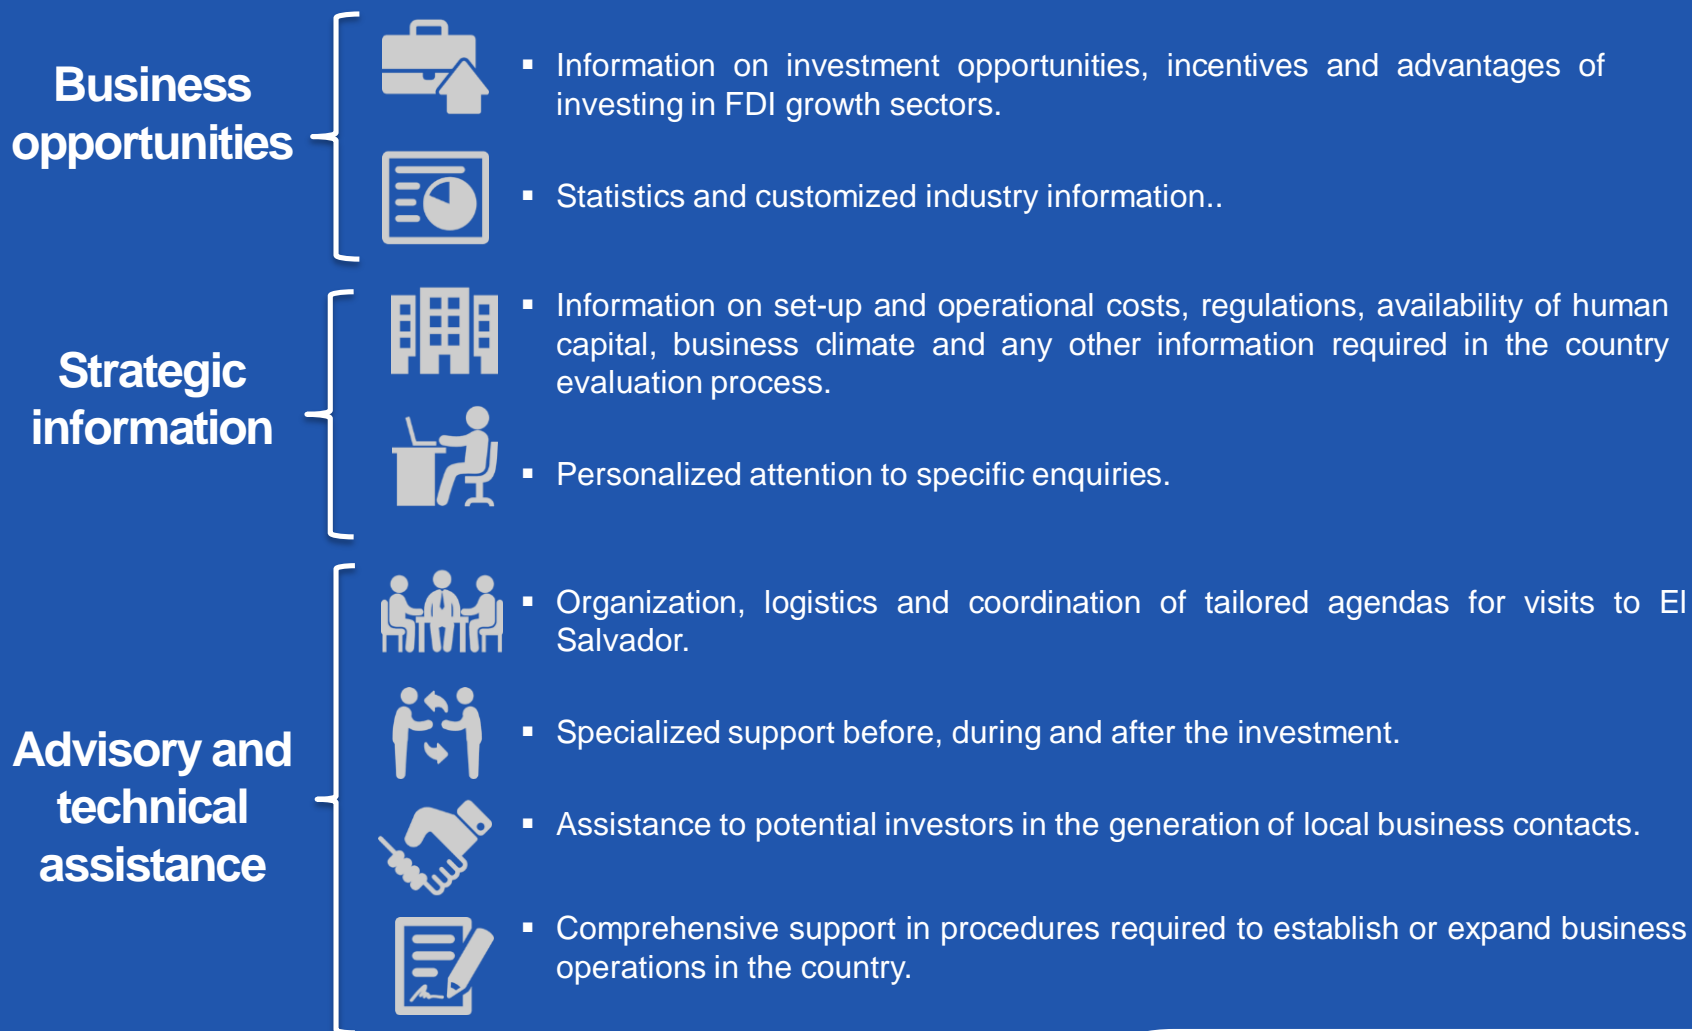 Business
opportunities
▪ Information on investment opportunities, incentives and advantages of
investing in FDI growth sectors.
▪ Statistics and customized industry information..
Strategic
information
▪ Information on set-up and operational costs, regulations, availability of human
capital, business climate and any other information required in the country
evaluation process.
▪ Personalized attention to specific enquiries.
Advisory and
technical
assistance
▪ Organization, logistics and coordination of tailored agendas for visits to El
Salvador.
▪ Specialized support before, during and after the investment.
▪ Assistance to potential investors in the generation of local business contacts.
▪ Comprehensive support in procedures required to establish or expand business
operations in the country.